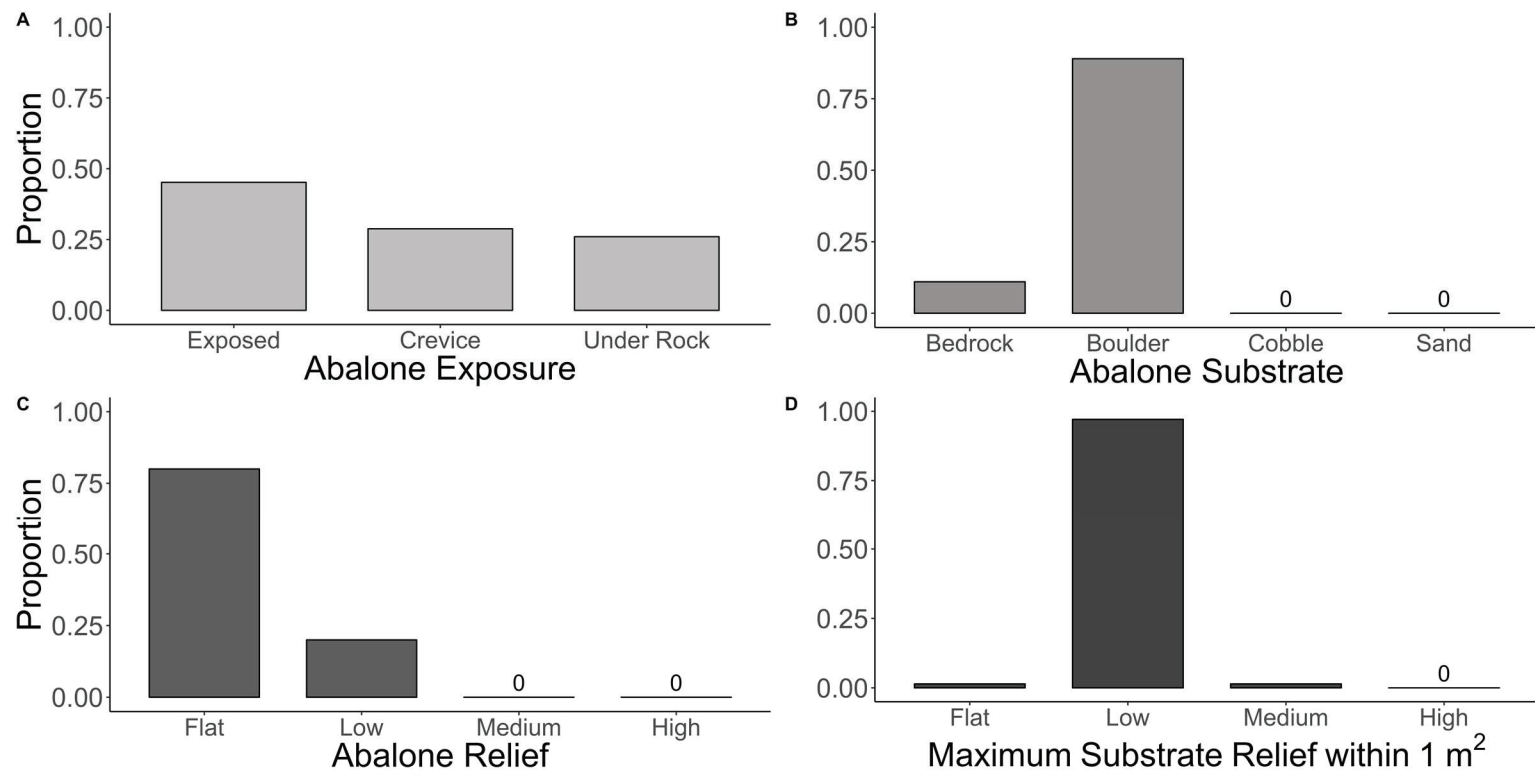 A
1.00
0.75
0.50
0.25
0.00
Proportion
Exposed Crevice Under Rock
Abalone Exposure
B
1.00
0.75
0.50
0.25
0.00
0 0
Bedrock Boulder Cobble Sand
Abalone Substrate
C
1.00
0.75
0.50
0.25
0.00
Proportion
0 0
Flat Low Medium High
Abalone Relief
D
1.00
0.75
0.50
0.25
0.00
0
Flat Low Medium High
Maximum Substrate Relief within 1 m²